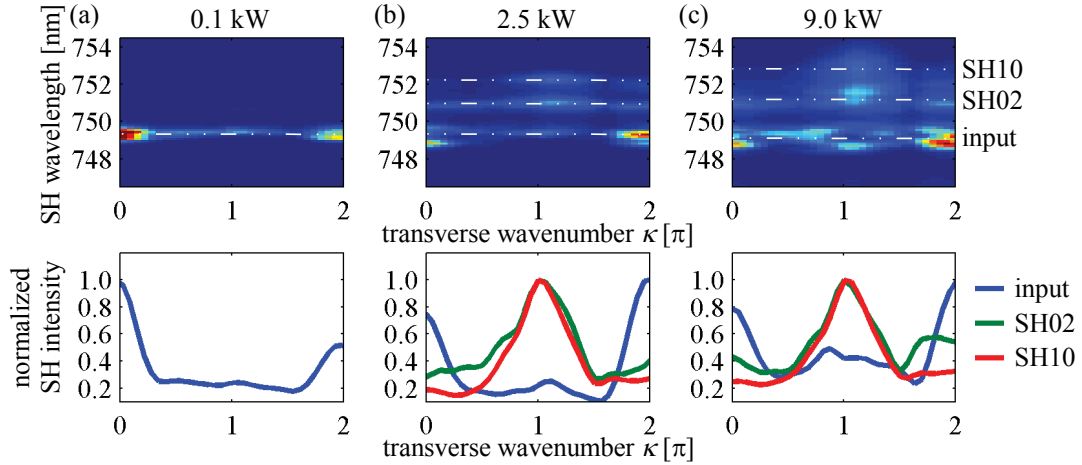 (a) 0.1 kW (b) 2.5 kW (c) 9.0 kW
SH wavelength [nm]
754 754 754
752 752 752
750 750 750
748 748 748
SH10
SH02
input
0 1 2 0 1 2 0 1 2
transverse wavenumber κ [π]
normalized
SH intensity
1.0 1.0 1.0
0.8 0.8 0.8
0.6 0.6 0.6
0.4 0.4 0.4
0.2 0.2 0.2
input
SH02
SH10
0 1 2 0 1 2 0 1 2
transverse wavenumber κ [π]